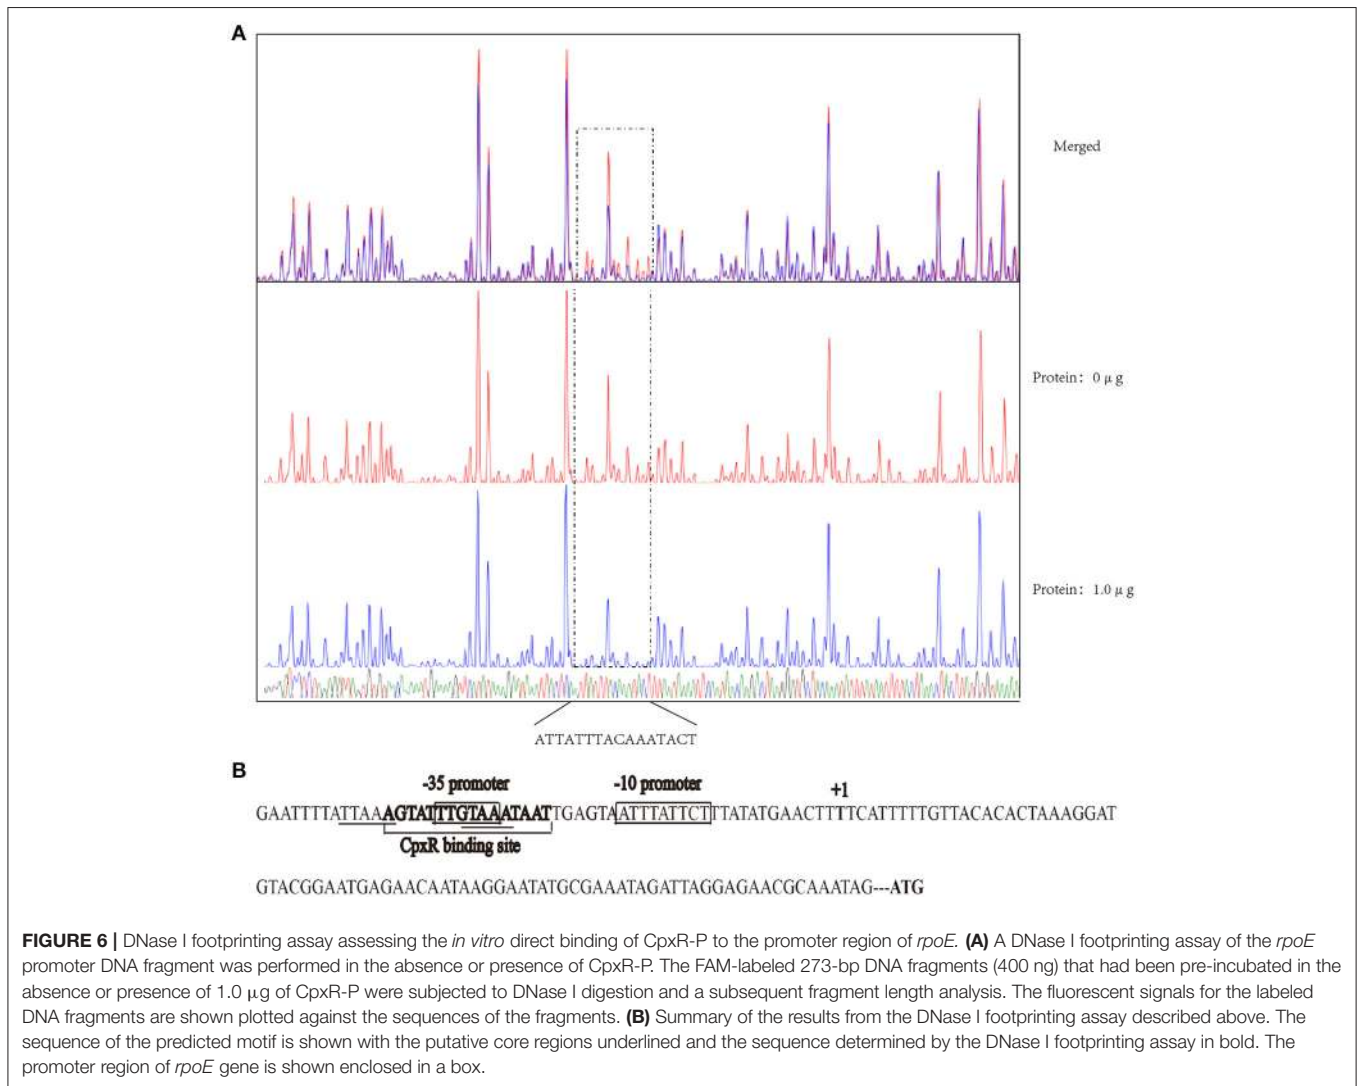 A
Merged
Protein: 0 μg
Protein: 1.0 μg
ATTATTTACAAATACT
B
-35 promoter -10 promoter +1
GAATTTTATTAAAGTATTTGTAAATAATTGAGTAATTTATTCTTTATATGAACTTTTCATTTTTGTTACACACTAAAGGAT
CpxR binding site
GTACGGAATGAGAACAATAAGGAATATGCGAAATAGATTAGGAGAACGCAAATAG---ATG
FIGURE 6 | DNase I footprinting assay assessing the in vitro direct binding of CpxR-P to the promoter region of rpoE. (A) A DNase I footprinting assay of the rpoE
promoter DNA fragment was performed in the absence or presence of CpxR-P. The FAM-labeled 273-bp DNA fragments (400 ng) that had been pre-incubated in the
absence or presence of 1.0 μg of CpxR-P were subjected to DNase I digestion and a subsequent fragment length analysis. The fluorescent signals for the labeled
DNA fragments are shown plotted against the sequences of the fragments. (B) Summary of the results from the DNase I footprinting assay described above. The
sequence of the predicted motif is shown with the putative core regions underlined and the sequence determined by the DNase I footprinting assay in bold. The
promoter region of rpoE gene is shown enclosed in a box.